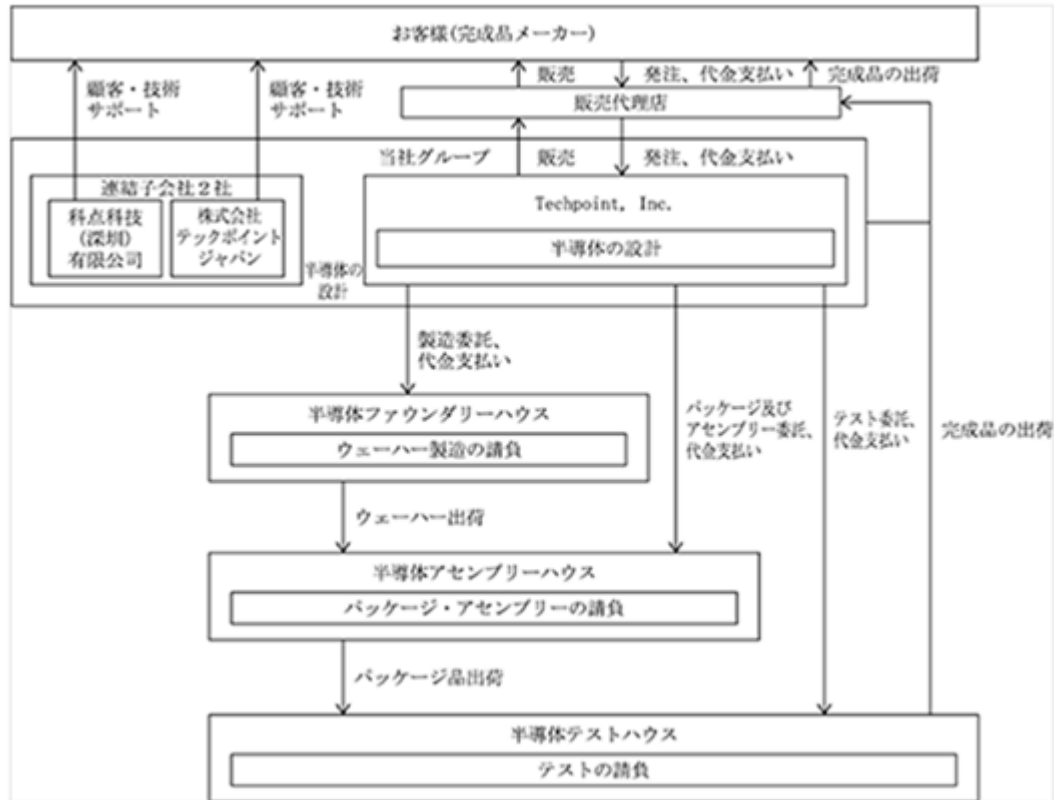 お客様(完成品メーカー)
顧客・技術
サポート
顧客・技術
サポート
販売
発注、代金支払い
完成品の出荷
販売代理店
当社グループ
販売
発注、代金支払い
連結子会社2社
科点科技
(深圳)
有限公司
株式会社
テックポイント
ジャパン
Techpoint, Inc.
半導体の設計
半導体の
設計
製造委託、
代金支払い
半導体ファウンダリーハウス
ウェーハー製造の請負
パッケージ及び
アセンブリー委託、
代金支払い
テスト委託、
代金支払い
完成品の出荷
ウェーハー出荷
半導体アセンブリーハウス
パッケージ・アセンブリーの請負
パッケージ品出荷
半導体テストハウス
テストの請負